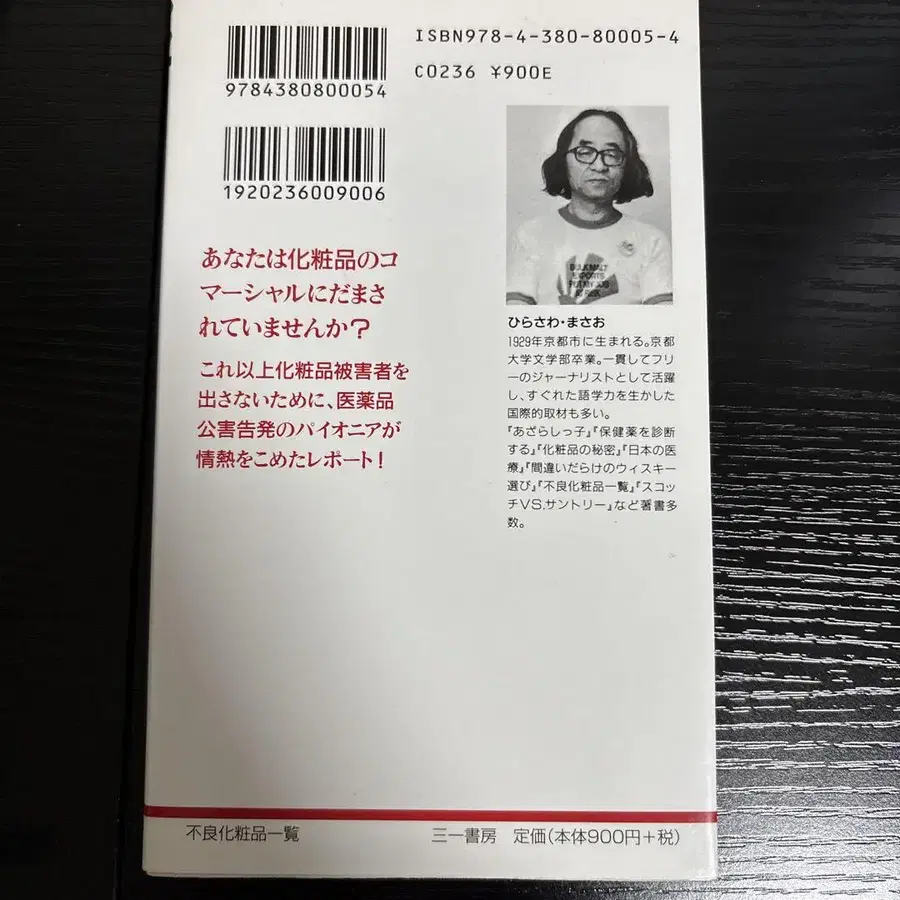 ISBN978-4-380-80005-4
C0236 ¥900E
9784380800054
1920236009006
あなたは化粧品のコ
マーシャルにだまさ
れていませんか?
これ以上化粧品被害者を
出さないために、医薬品
公害告発のパイオニアが
情熱をこめたレポート!
BULK MALT
EXPORTS
PUT MY JOB
AT RISK
ひらさわ・まさお
1929年京都市に生まれる。京都
大学文学部卒業。一貫してフリ
ーのジャーナリストとして活躍
し、すぐれた語学力を生かした
国際的取材も多い。
『あざらしっ子』『保健薬を診断
する』『化粧品の秘密』『日本の医
療』『間違いだらけのウィスキー
選び』『不良化粧品一覧』『スコッ
チVS.サントリー』など著書多
数。
不良化粧品一覧
三一書房 定価(本体900円+税)